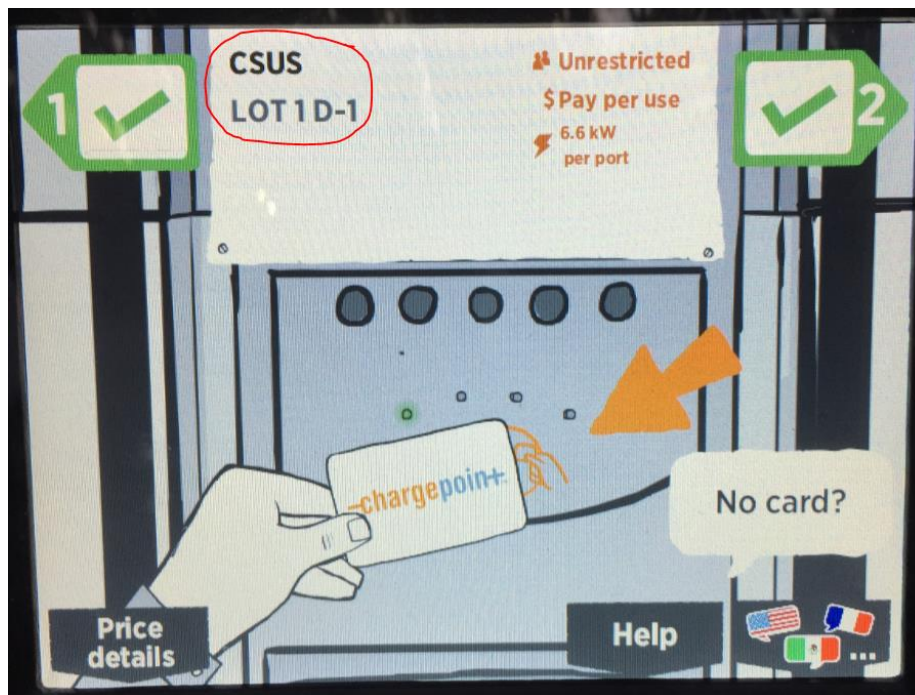 1
CSUS
LOT 1 D-1
Unrestricted
$ Pay per use
6.6 kW
per port
2
-chargepoin+
No card?
Price
details
Help
...